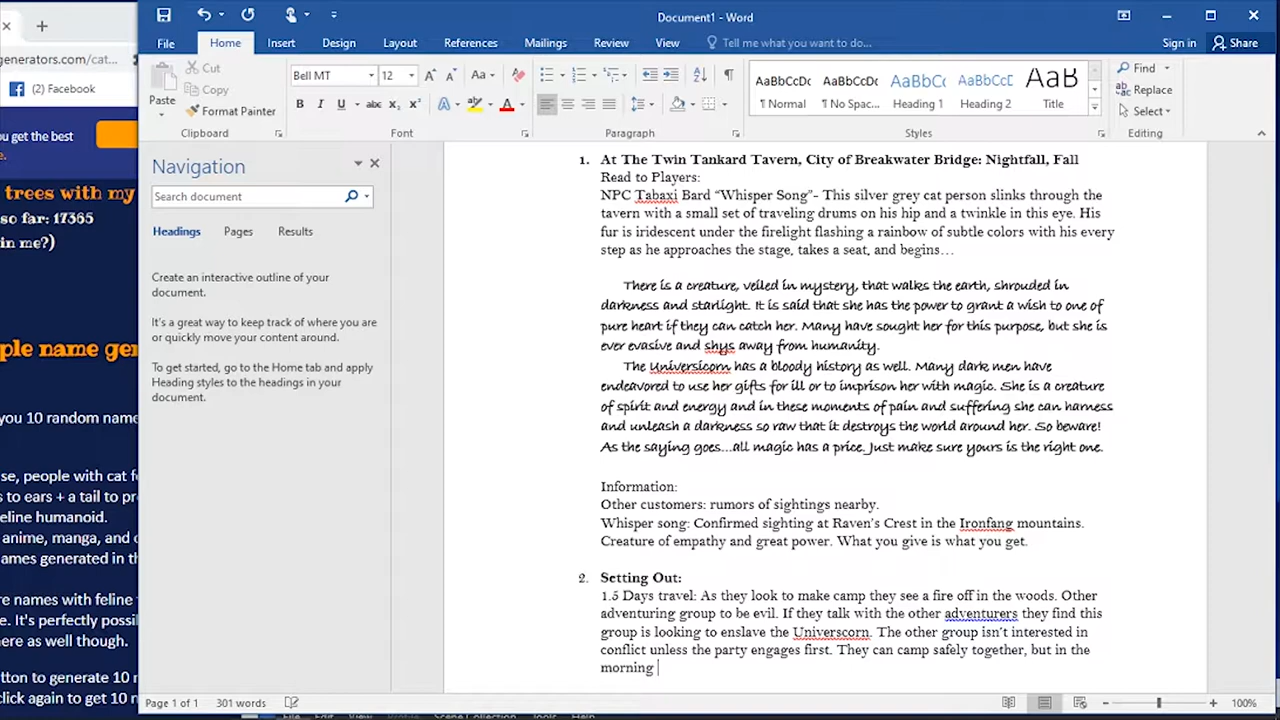 Document1 - Word
File Home Insert Design Layout References Mailings Review View Tell me what you want to do... Sign in Share
generators.com/cat...
(2) Facebook
Cut
Copy
Format Painter
Paste
Clipboard
Bell MT 12
Font
Paragraph
AaBbCcDc AaBbCcDc AaBbCc AaBbCcD AaB
¶ Normal ¶ No Spac... Heading 1 Heading 2 Title
Styles
Find
Replace
Select
Editing
u get the best
e.
trees with my
so far: 17365
in me?)
ple name ge
you 10 random name
se, people with cat f
s to ears + a tail to pr
feline humanoid.
anime, manga, and
ames generated in th
re names with feline
e. It's perfectly possi
here as well though.
tton to generate 10
click again to get 10
Navigation
Search document
Headings Pages Results
Create an interactive outline of your
document.
It's a great way to keep track of where you are
or quickly move your content around.
To get started, go to the Home tab and apply
Heading styles to the headings in your
document.
1. At The Twin Tankard Tavern, City of Breakwater Bridge: Nightfall, Fall
Read to Players:
NPC Tabaxi Bard “Whisper Song”- This silver grey cat person slinks through the
tavern with a small set of traveling drums on his hip and a twinkle in this eye. His
fur is iridescent under the firelight flashing a rainbow of subtle colors with his every
step as he approaches the stage, takes a seat, and begins…
There is a creature, veiled in mystery, that walks the earth, shrouded in
darkness and starlight. It is said that she has the power to grant a wish to one of
pure heart if they can catch her. Many have sought her for this purpose, but she is
ever evasive and shys away from humanity.
The Universicorn has a bloody history as well. Many dark men have
endeavored to use her gifts for ill or to imprison her with magic. She is a creature
of spirit and energy and in these moments of pain and suffering she can harness
and unleash a darkness so raw that it destroys the world around her. So beware!
As the saying goes…all magic has a price. Just make sure yours is the right one.
Information:
Other customers: rumors of sightings nearby.
Whisper song: Confirmed sighting at Raven’s Crest in the Ironfang mountains.
Creature of empathy and great power. What you give is what you get.
2. Setting Out:
1.5 Days travel: As they look to make camp they see a fire off in the woods. Other
adventuring group to be evil. If they talk with the other adventurers they find this
group is looking to enslave the Universcorn. The other group isn’t interested in
conflict unless the party engages first. They can camp safely together, but in the
morning
Page 1 of 1 301 words
100%